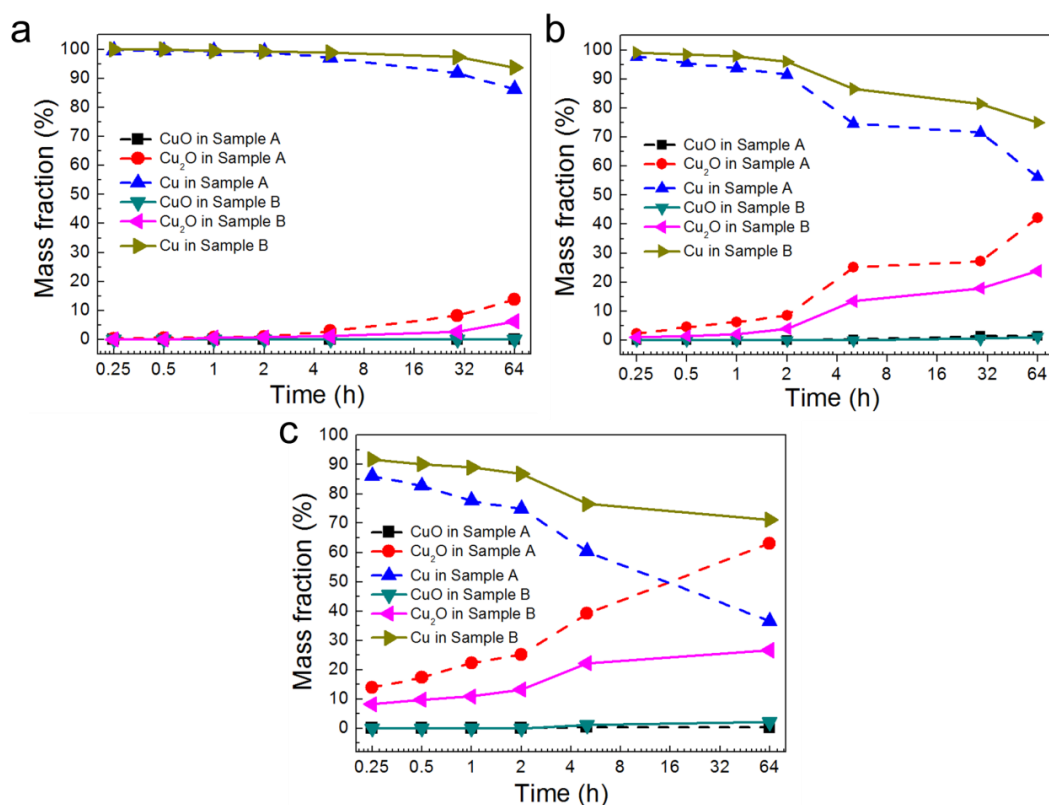 a
Mass fraction (%)
100
90
80
70
60
50
40
30
20
10
0
CuO in Sample A
Cu₂O in Sample A
Cu in Sample A
CuO in Sample B
Cu₂O in Sample B
Cu in Sample B
0.25 0.5 1 2 4 8 16 32 64
Time (h)
b
Mass fraction (%)
100
90
80
70
60
50
40
30
20
10
0
CuO in Sample A
Cu₂O in Sample A
Cu in Sample A
CuO in Sample B
Cu₂O in Sample B
Cu in Sample B
0.25 0.5 1 2 4 8 16 32 64
Time (h)
c
Mass fraction (%)
100
90
80
70
60
50
40
30
20
10
0
CuO in Sample A
Cu₂O in Sample A
Cu in Sample A
CuO in Sample B
Cu₂O in Sample B
Cu in Sample B
0.25 0.5 1 2 4 8 16 32 64
Time (h)